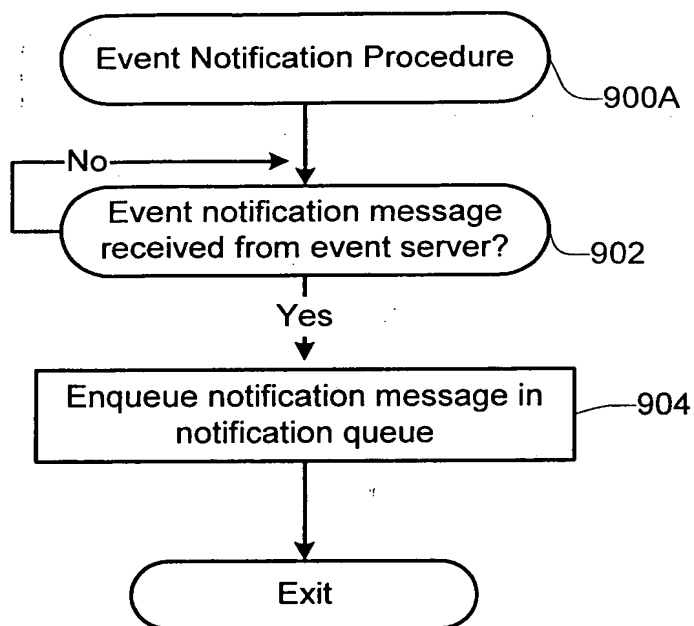 Event Notification Procedure
900A
No
Event notification message
received from event server?
902
Yes
Enqueue notification message in
notification queue
904
Exit